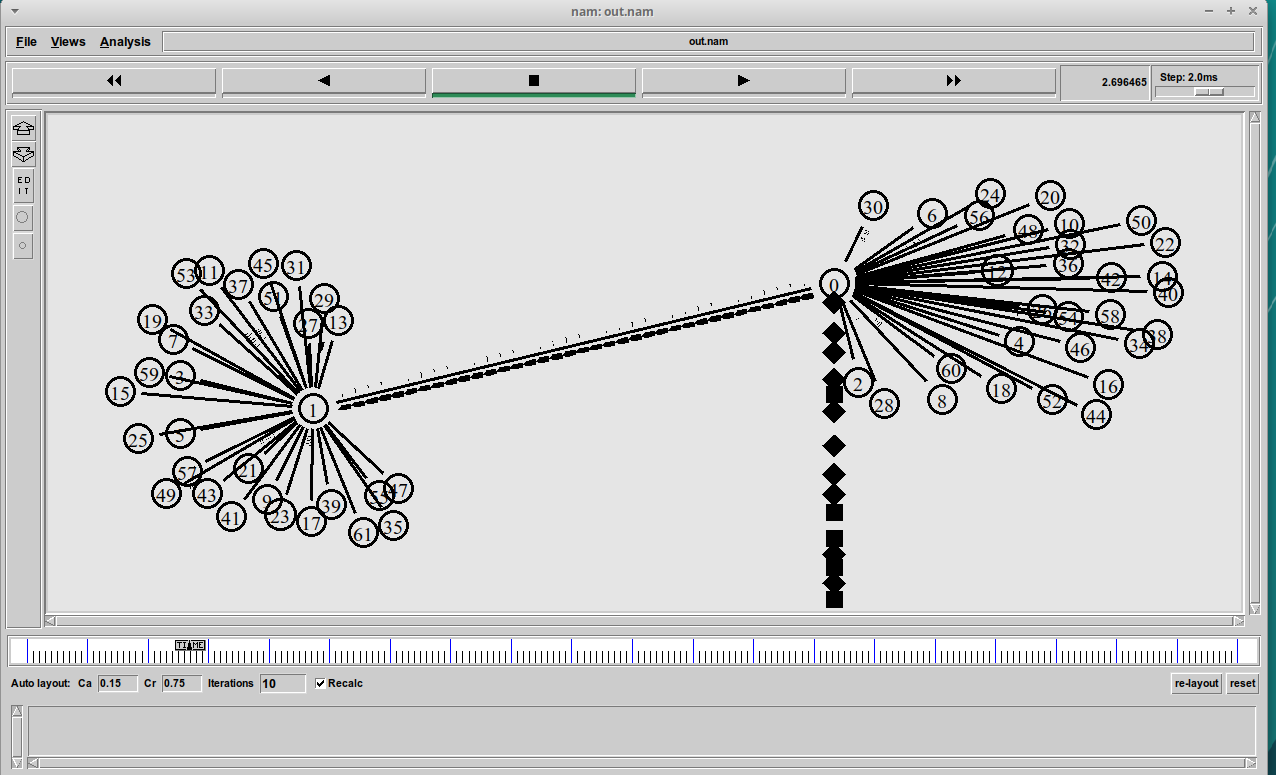 nam: out.nam
File Views Analysis out.nam
2.696465 Step: 2.0ms
ED
IT
30 6 24 56 20 48 10 50 32 22
0 12 36 42 14 40
54 58 38 4 46 34
2 28 60 8 18 52 16 44
53 11 45 31 37 51 29 33 27 13
19 7 59 3 15 1
25 5 57 21 49 43 9 41 23 17 39 47 61 35
TIME
Auto layout: Ca 0.15 Cr 0.75 Iterations 10 Recalc re-layout reset